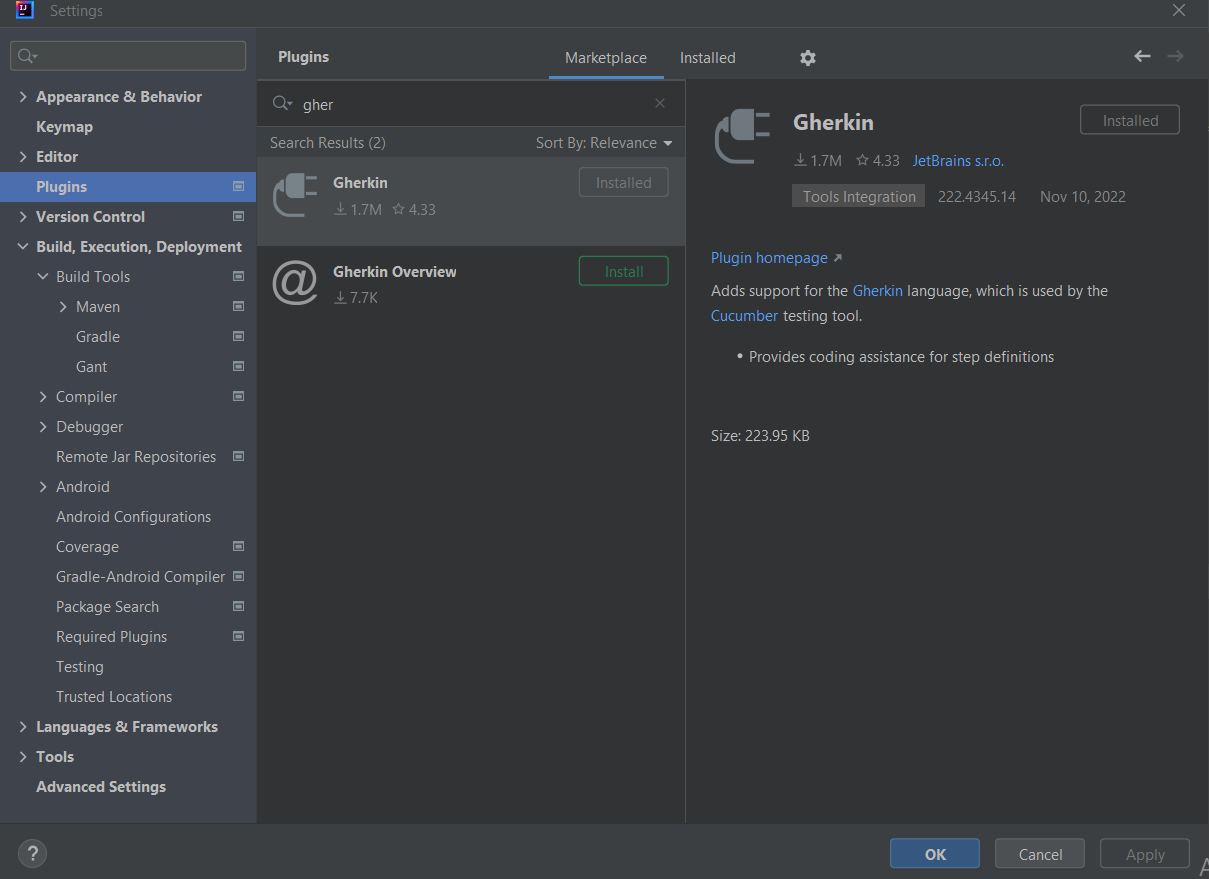 Settings
Appearance & Behavior
Keymap
Editor
Plugins
Version Control
Build, Execution, Deployment
Build Tools
Maven
Gradle
Gant
Compiler
Debugger
Remote Jar Repositories
Android
Android Configurations
Coverage
Gradle-Android Compiler
Package Search
Required Plugins
Testing
Trusted Locations
Languages & Frameworks
Tools
Advanced Settings
Plugins
Marketplace
Installed
gher
Search Results (2)
Sort By: Relevance
Gherkin
Installed
1.7M 4.33
Gherkin Overview
Install
7.7K
Gherkin
Installed
1.7M 4.33 JetBrains s.r.o.
Tools Integration 222.4345.14 Nov 10, 2022
Plugin homepage
Adds support for the Gherkin language, which is used by the
Cucumber testing tool.
• Provides coding assistance for step definitions
Size: 223.95 KB
?
OK
Cancel
Apply